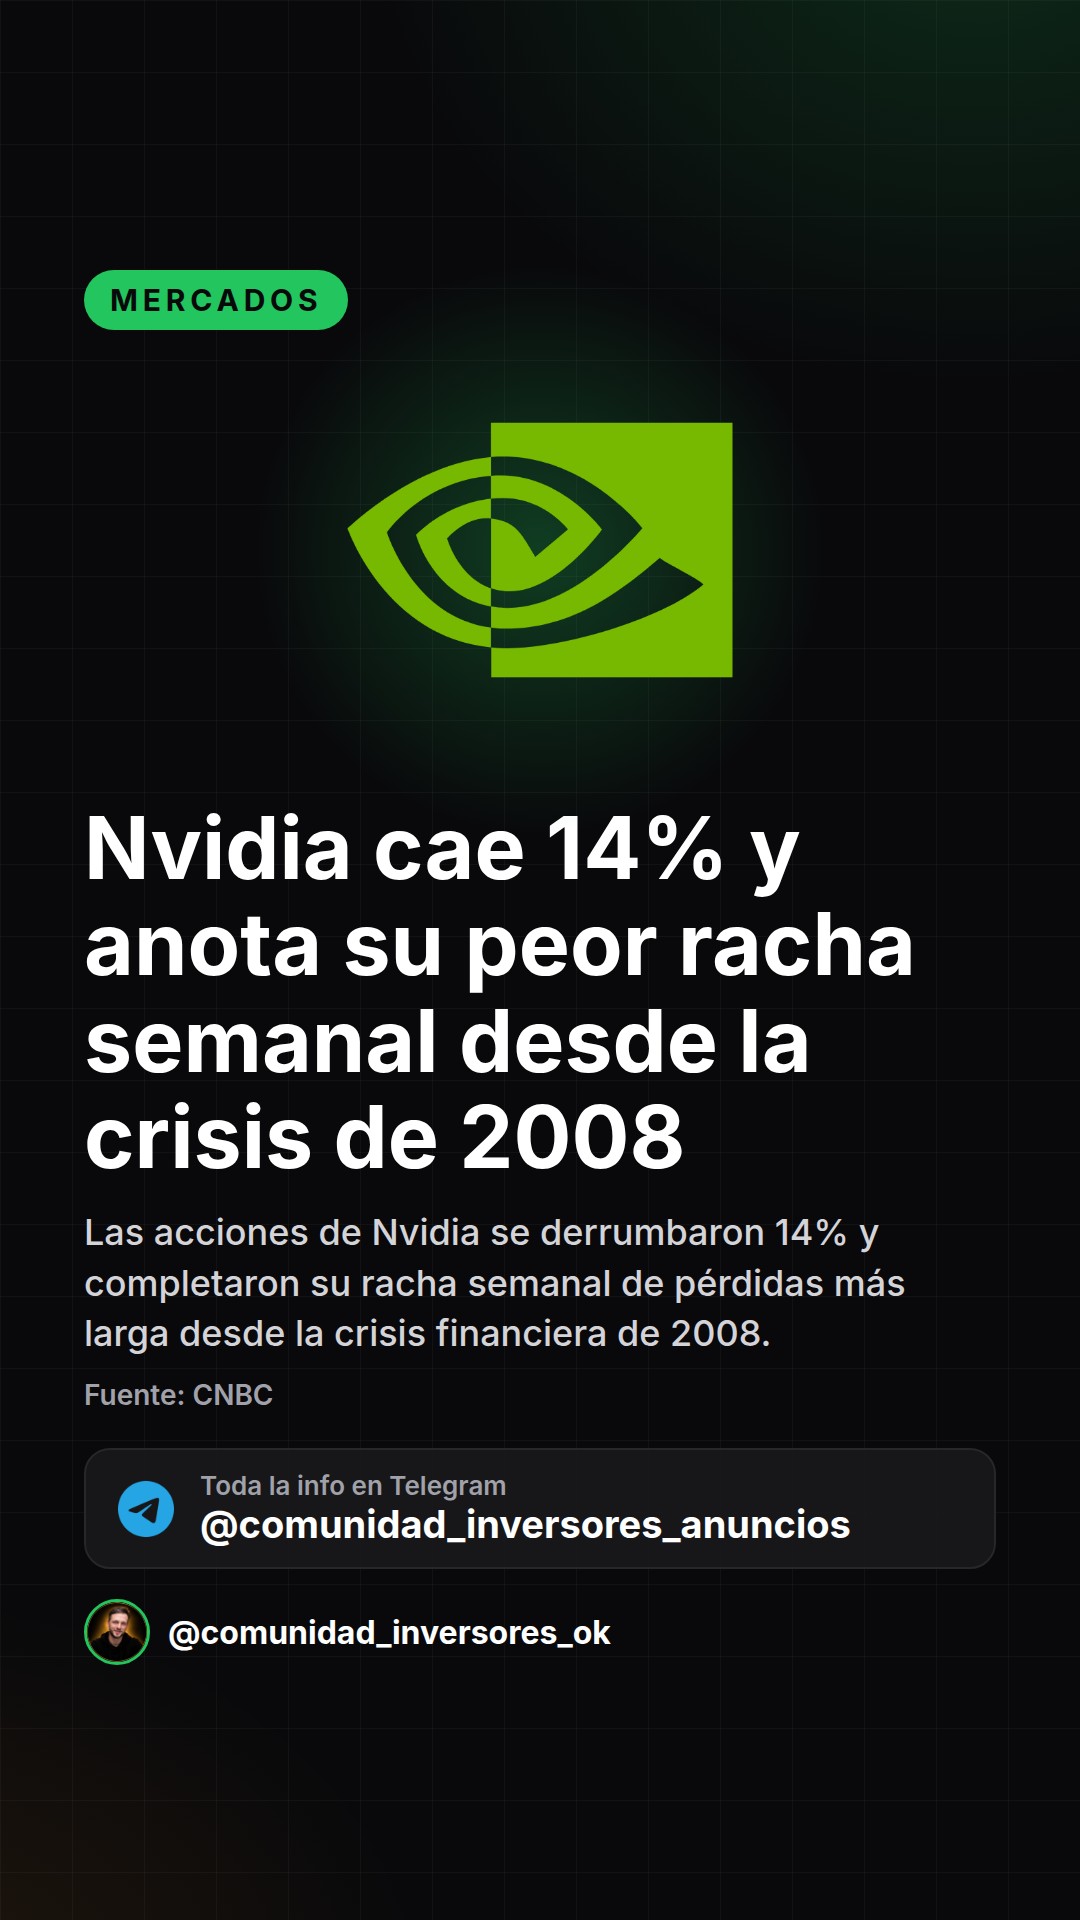 MERCADOS
Nvidia cae 14% y
anota su peor racha
semanal desde la
crisis de 2008
Las acciones de Nvidia se derrumbaron 14% y
completaron su racha semanal de pérdidas más
larga desde la crisis financiera de 2008.
Fuente: CNBC
Toda la info en Telegram
@comunidad_inversores_anuncios
@comunidad_inversores_ok